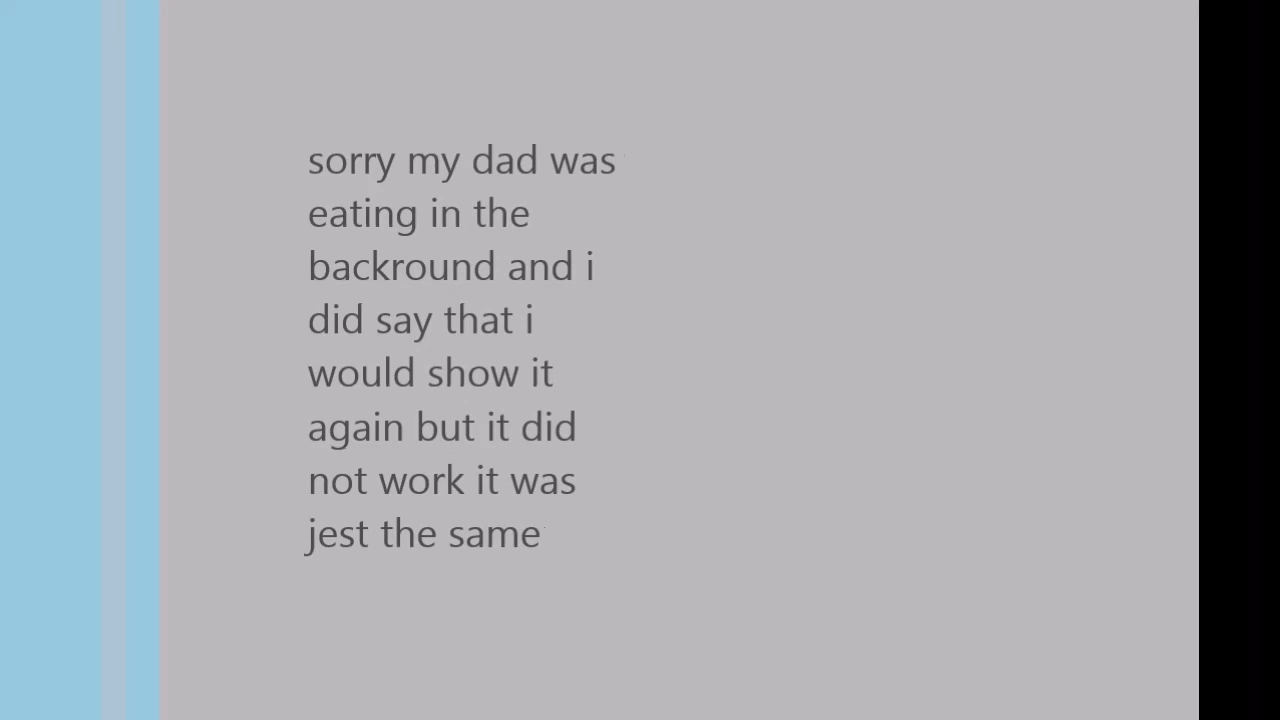 sorry my dad was
eating in the
backround and i
did say that i
would show it
again but it did
not work it was
jest the same